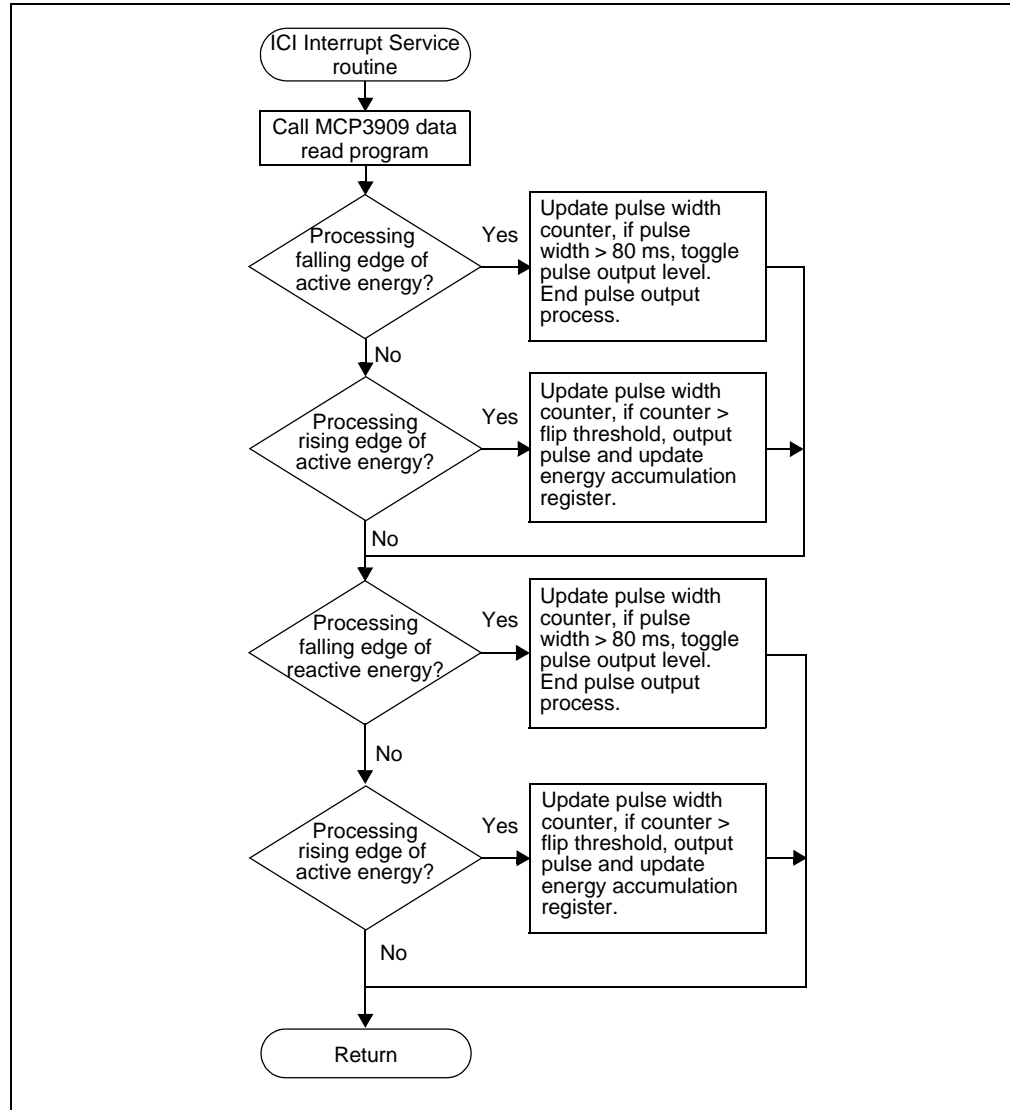 ICI Interrupt Service
routine
Call MCP3909 data
read program
Processing
falling edge of
active energy?
Yes
Update pulse width
counter, if pulse
width > 80 ms, toggle
pulse output level.
End pulse output
process.
No
Processing
rising edge of
active energy?
Yes
Update pulse width
counter, if counter >
flip threshold, output
pulse and update
energy accumulation
register.
No
Processing
falling edge of
reactive energy?
Yes
Update pulse width
counter, if pulse
width > 80 ms, toggle
pulse output level.
End pulse output
process.
No
Processing
rising edge of
active energy?
Yes
Update pulse width
counter, if counter >
flip threshold, output
pulse and update
energy accumulation
register.
No
Return